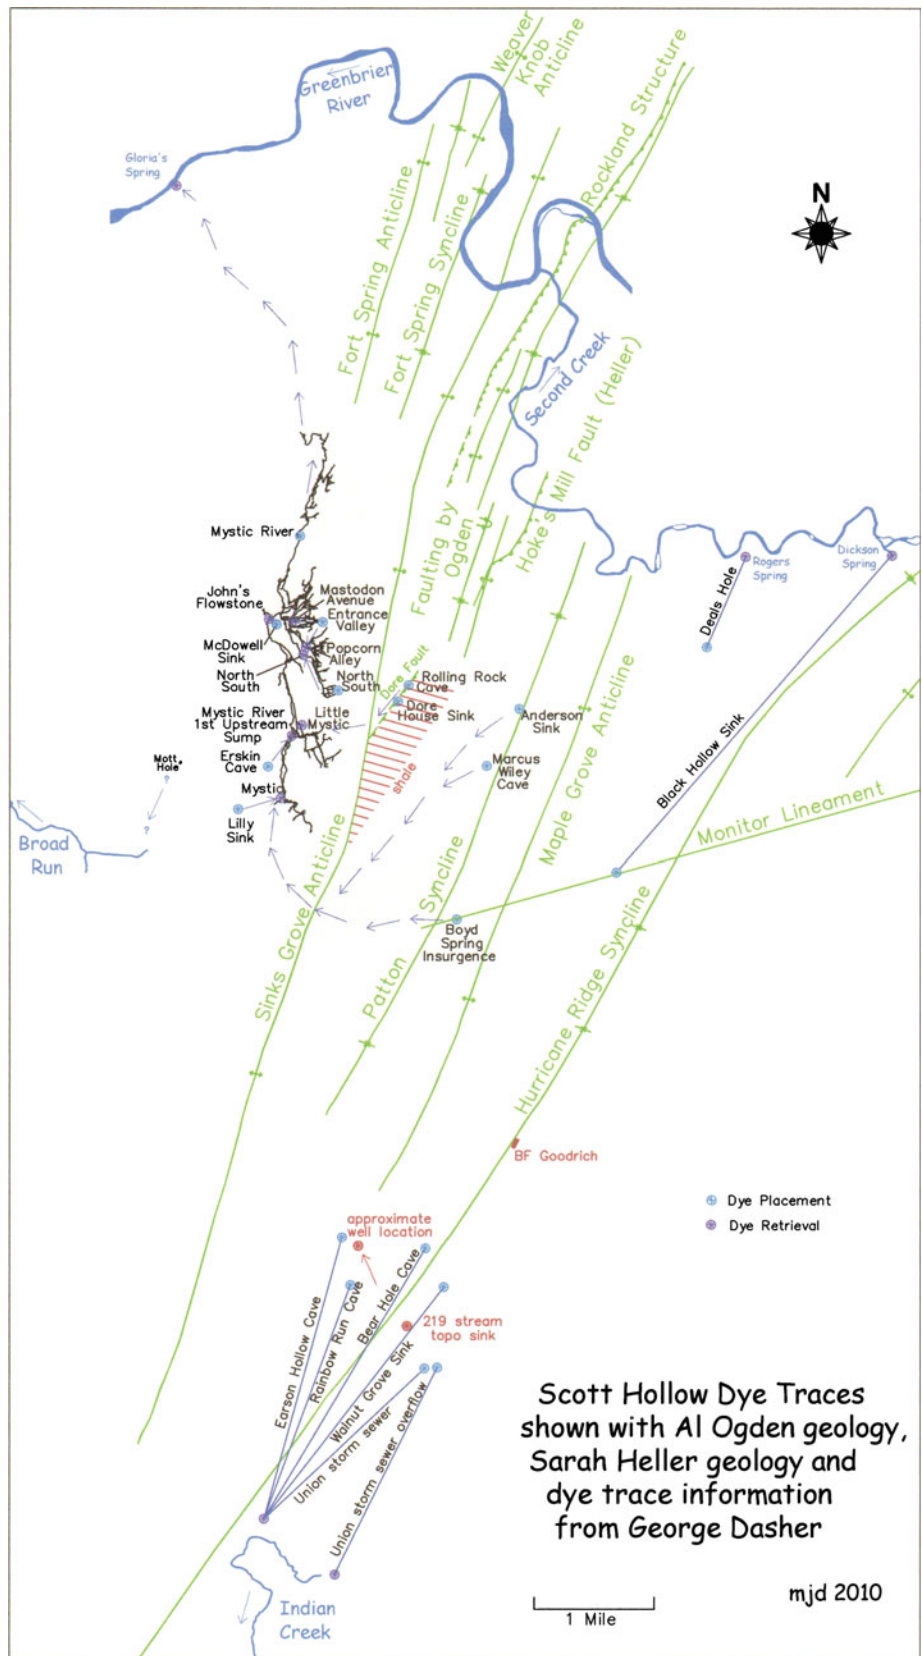 Weaver
Knob
Anticline
Greenbrier
River
Rockland Structure
Gloria's
Spring
N
Fort Spring Anticline
Fort Spring Syncline
Second Creek
Hoke's Mill Fault (Heller)
Faulting by
Ogden
U
Mystic River
Rogers
Spring
Dickson
Spring
Deals Hole
John's
Flowstone
Mastodon
Avenue
Entrance
Valley
McDowell
Sink
Popcorn
Alley
North
South
North
South
Dore Fault
Rolling Rock
Cave
Dore
House Sink
Mystic River
1st Upstream
Sump
Little
Mystic
Anderson
Sink
Erskin
Cave
Marcus
Wiley
Cave
Mott
Hole
Mystic
Lilly
Sink
shale
Black Hollow Sink
Maple Grove Anticline
Monitor Lineament
Broad
Run
Sinks Grove Anticline
Patton Syncline
Boyd
Spring
Insurgence
Hurricane Ridge Syncline
BF Goodrich
Dye Placement
Dye Retrieval
approximate
well location
Earson Hollow Cave
Rainbow Run Cave
Bear Hole Cave
219 stream
topo sink
Walnut Grove Sink
Union storm sewer
Union storm sewer overflow
Scott Hollow Dye Traces
shown with Al Ogden geology,
Sarah Heller geology and
dye trace information
from George Dasher
mjd 2010
Indian
Creek
1 Mile